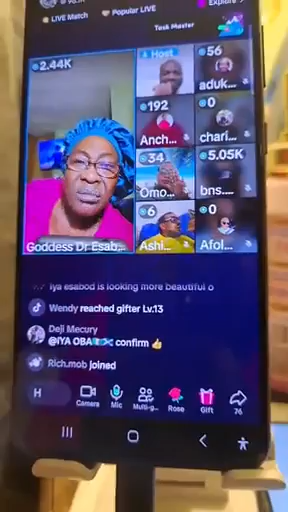 Explore
LIVE Match
Popular LIVE
Task Master
2.44K
Host
56
aduk...
192
Anch...
0
chari...
34
Omo...
5.05K
bns....
6
Ashi...
0
Afol...
Goddess Dr Esab...
iya esabod is looking more beautiful o
Wendy reached gifter Lv.13
Deji Mecury
@IYA OBA confirm 👍
Rich.mob joined
H
Camera
Mic
Multi-g...
Rose
Gift
76